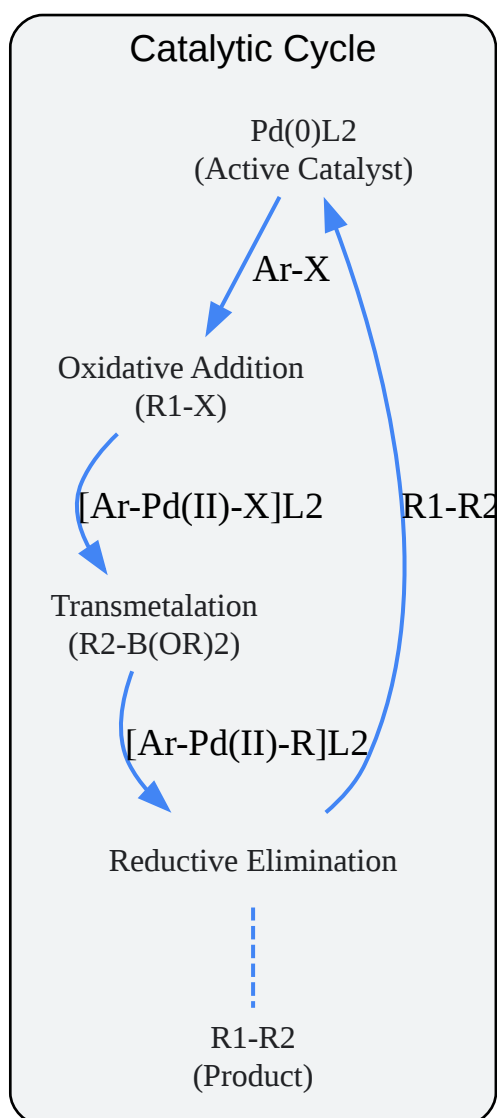 Catalytic Cycle
Pd(0)L2
(Active Catalyst)
Ar-X
Oxidative Addition
(R1-X)
[Ar-Pd(II)-X]L2
R1-R2
Transmetalation
(R2-B(OR)2)
[Ar-Pd(II)-R]L2
Reductive Elimination
R1-R2
(Product)